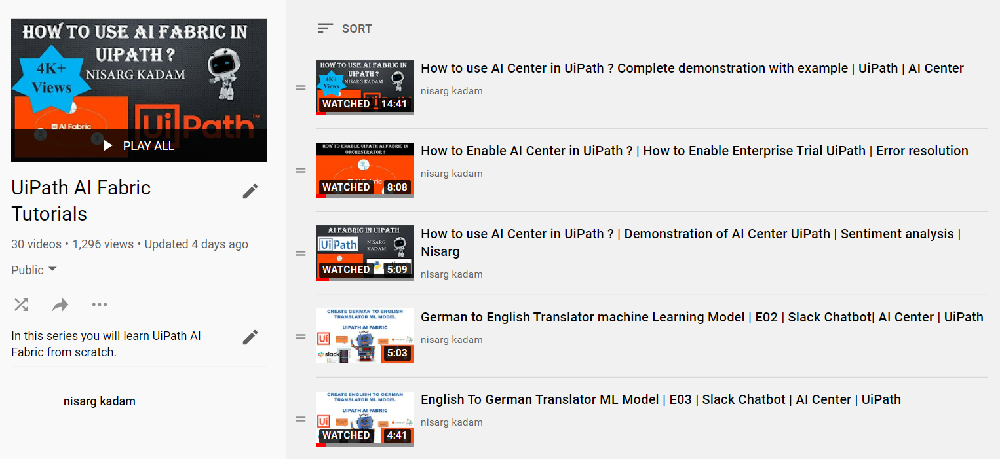 HOW TO USE AI FABRIC IN
UIPATH ?
4K+
Views
NISARG KADAM
AI Fabric
UiPath™
PLAY ALL
UiPath AI Fabric
Tutorials
30 videos • 1,296 views • Updated 4 days ago
Public
In this series you will learn UiPath AI
Fabric from scratch.
nisarg kadam
SORT
HOW TO USE AI FABRIC IN
UIPATH ?
4K+
Views
NISARG KADAM
WATCHED
14:41
How to use AI Center in UiPath ? Complete demonstration with example | UiPath | AI Center
nisarg kadam
HOW TO ENABLE UIPATH AI FABRIC IN
ORCHESTRATOR ?
WATCHED
8:08
How to Enable AI Center in UiPath ? | How to Enable Enterprise Trial UiPath | Error resolution
nisarg kadam
AI FABRIC IN UIPATH
UiPath
NISARG
KADAM
WATCHED
5:09
How to use AI Center in UiPath ? | Demonstration of AI Center UiPath | Sentiment analysis |
Nisarg
nisarg kadam
CREATE GERMAN TO ENGLISH
TRANSLATOR ML MODEL
UIPATH AI FABRIC
Ui
slack
5:03
German to English Translator machine Learning Model | E02 | Slack Chatbot| AI Center | UiPath
nisarg kadam
CREATE ENGLISH TO GERMAN
TRANSLATOR ML MODEL
UIPATH AI FABRIC
Ui
WATCHED
4:41
English To German Translator ML Model | E03 | Slack Chatbot | AI Center | UiPath
nisarg kadam